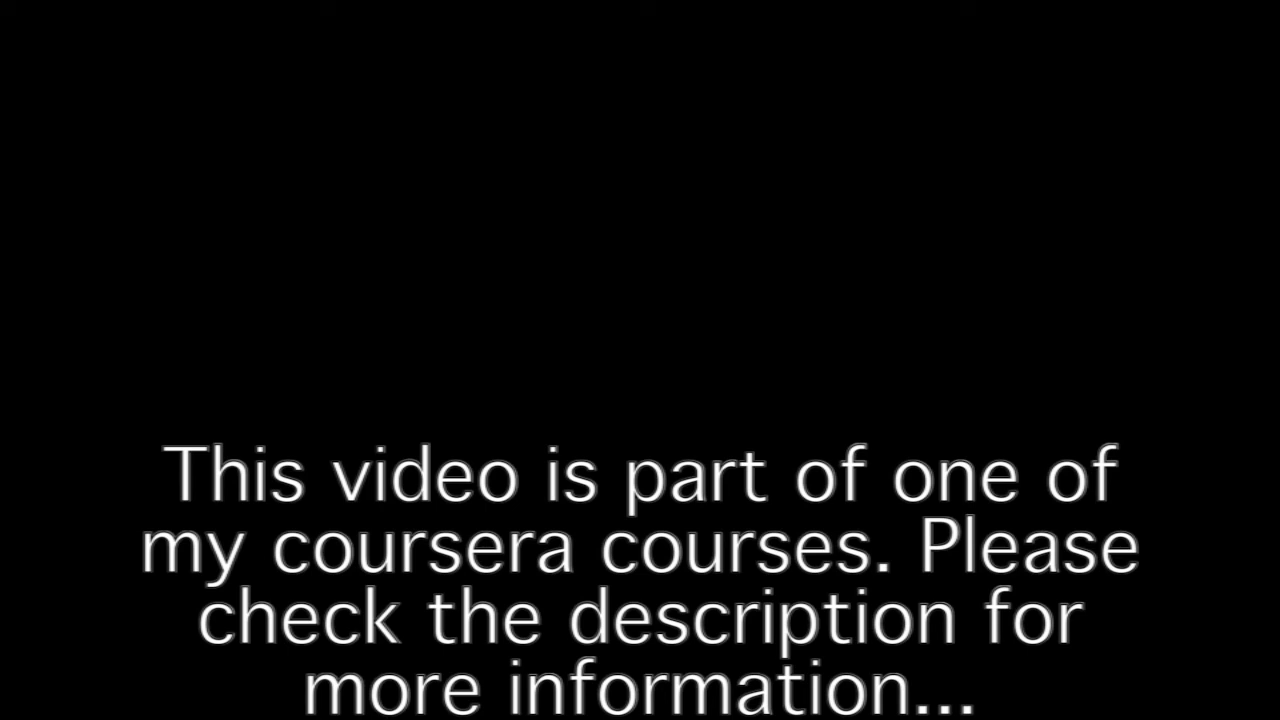 This video is part of one of
my coursera courses. Please
check the description for
more information...